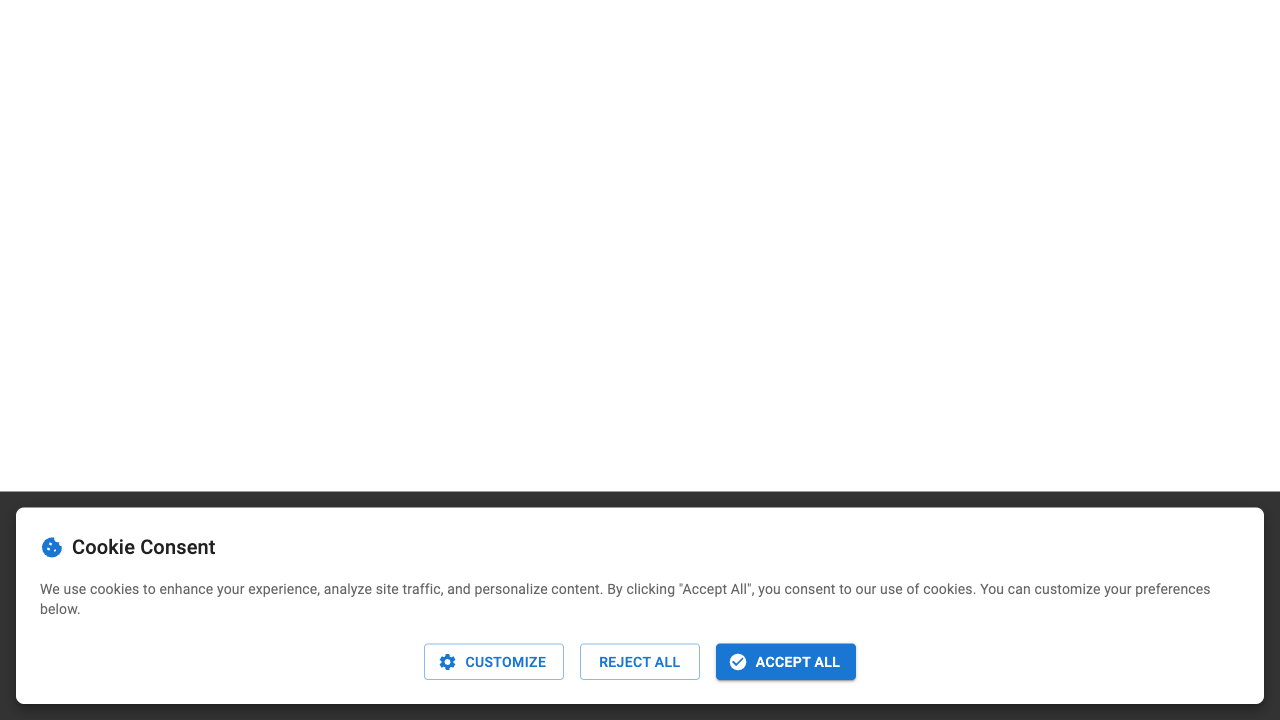 Cookie Consent
We use cookies to enhance your experience, analyze site traffic, and personalize content. By clicking "Accept All", you consent to our use of cookies. You can customize your preferences
below.
CUSTOMIZE
REJECT ALL
ACCEPT ALL